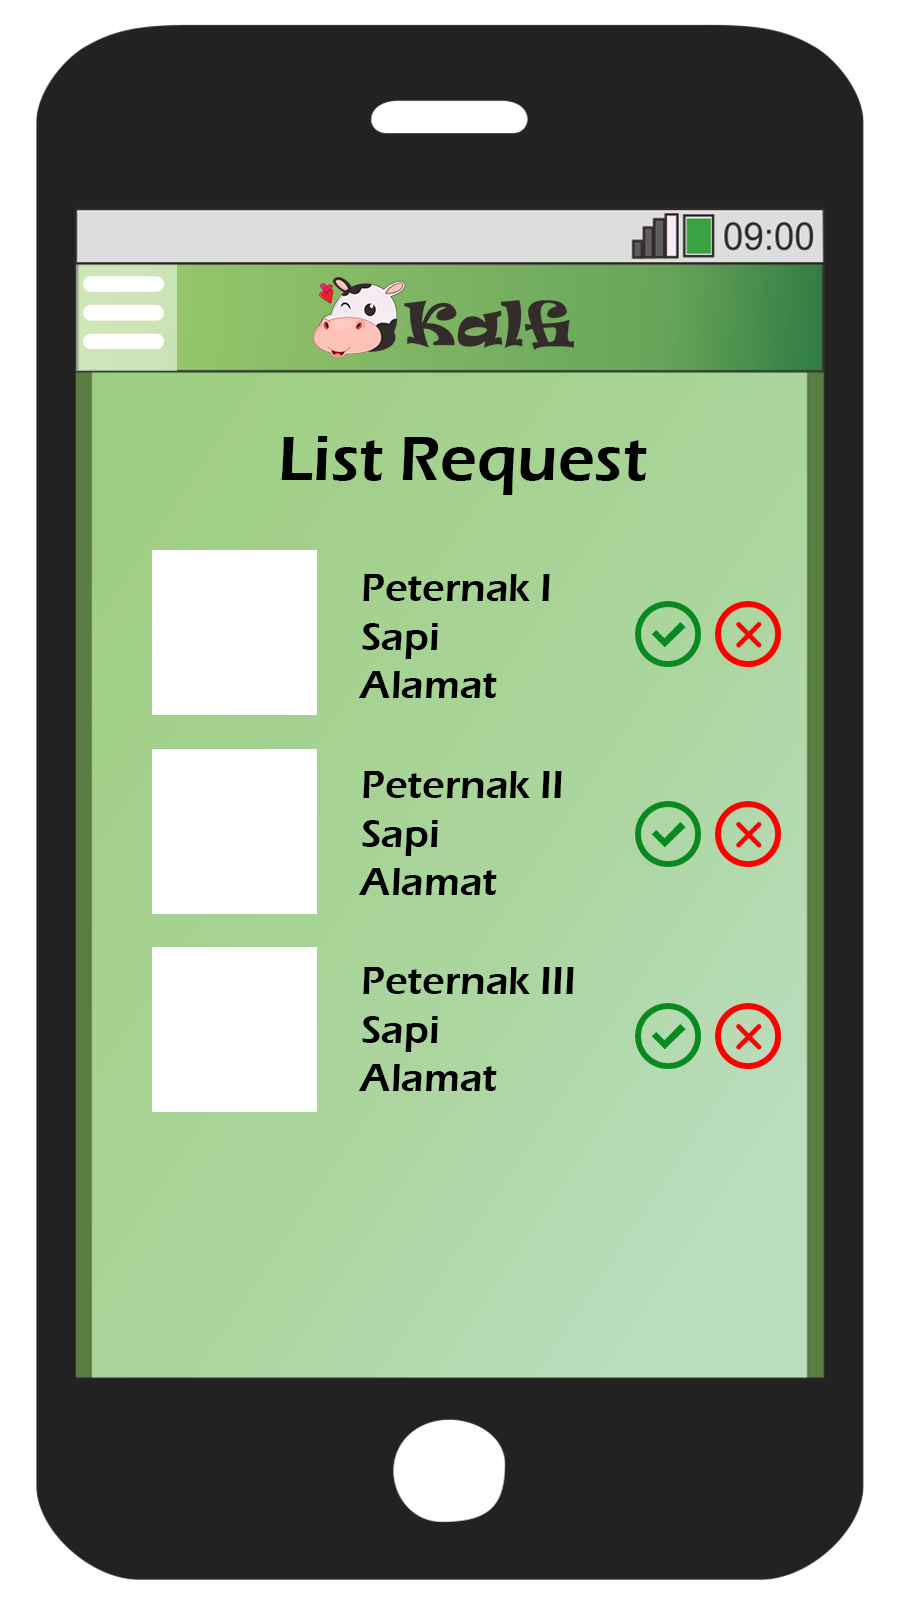 09:00
Kalfi
List Request
Peternak I
Sapi
Alamat
Peternak II
Sapi
Alamat
Peternak III
Sapi
Alamat